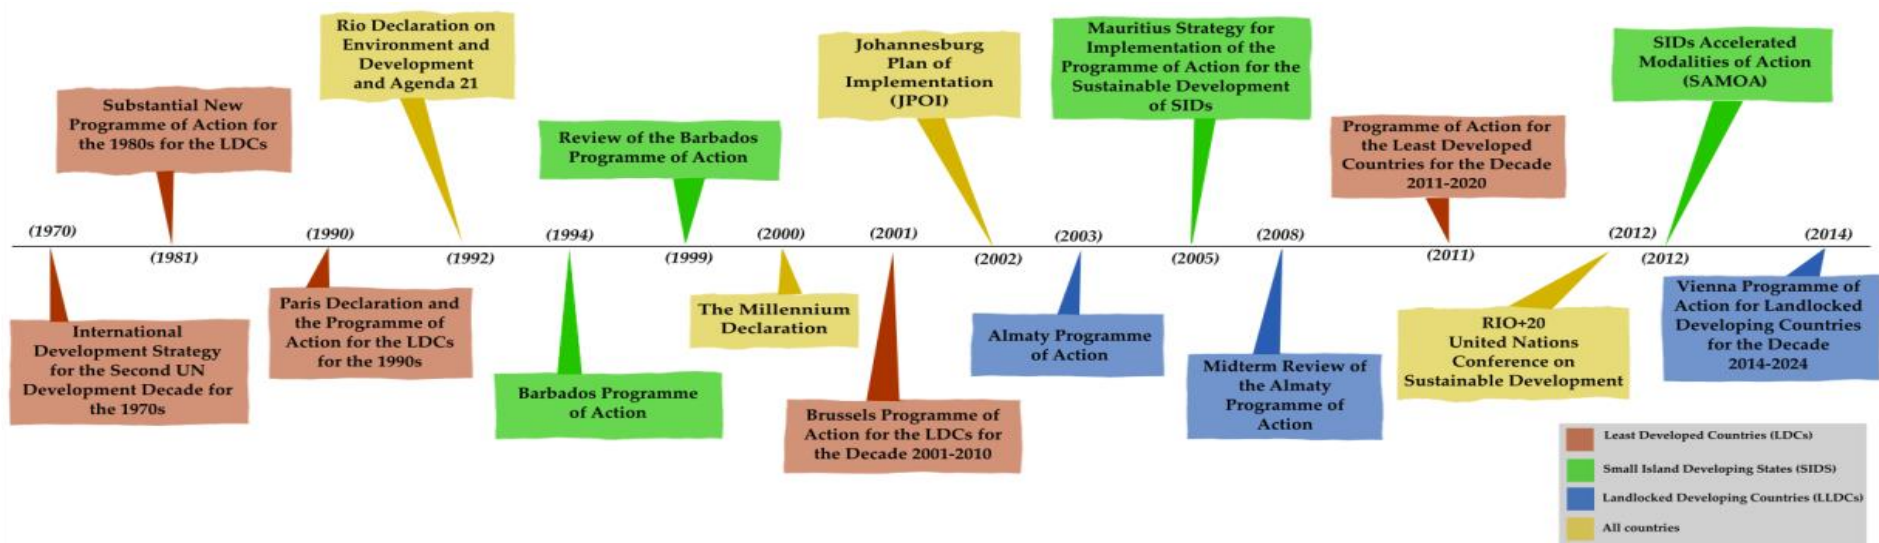 Rio Declaration on
Environment and
Development
and Agenda 21
Johannesburg
Plan of
Implementation
(JPOI)
Mauritius Strategy for
Implementation of the
Programme of Action for the
Sustainable Development
of SIDs
SIDs Accelerated
Modalities of Action
(SAMOA)
Substantial New
Programme of Action for
the 1980s for the LDCs
Review of the Barbados
Programme of Action
Programme of Action for
the Least Developed
Countries for the Decade
2011-2020
(1970)
(1981)
(1990)
(1992)
(1994)
(1999)
(2000)
(2001)
(2002)
(2003)
(2005)
(2008)
(2011)
(2012)
(2012)
(2014)
International
Development Strategy
for the Second UN
Development Decade for
the 1970s
Paris Declaration and
the Programme of
Action for the LDCs
for the 1990s
Barbados Programme
of Action
The Millennium
Declaration
Brussels Programme of
Action for the LDCs for
the Decade 2001-2010
Almaty Programme
of Action
Midterm Review of
the Almaty
Programme of
Action
RIO+20
United Nations
Conference on
Sustainable Development
Vienna Programme of
Action for Landlocked
Developing Countries
for the Decade
2014-2024
Least Developed Countries (LDCs)
Small Island Developing States (SIDS)
Landlocked Developing Countries (LLDCs)
All countries